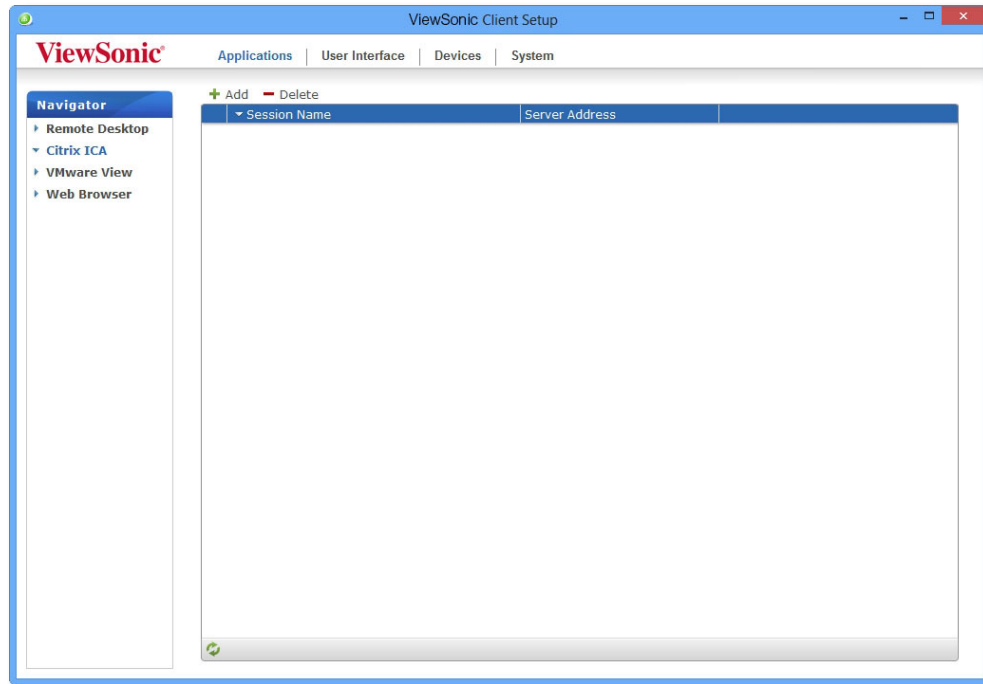 ViewSonic Client Setup
ViewSonic®
Applications | User Interface | Devices | System
Navigator
Remote Desktop
Citrix ICA
VMware View
Web Browser
Add Delete
Session Name Server Address